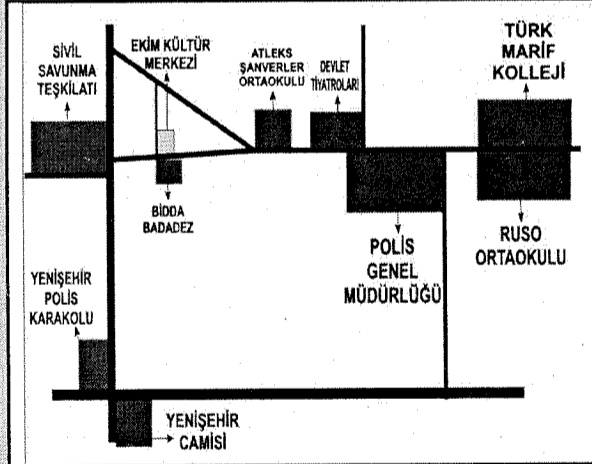 SİVİL
SAVUNMA
TEŞKİLATI
EKİM KÜLTÜR
MERKEZİ
ATLEKS
ŞANVERLER
ORTAOKULU
DEVLET
TİYATROLARI
TÜRK
MARİF
KOLLEJİ
BİDDA
BADADEZ
POLİS
GENEL
MÜDÜRLÜĞÜ
RUSO
ORTAOKULU
YENİŞEHİR
POLİS
KARAKOLU
YENİŞEHİR
CAMİSİ